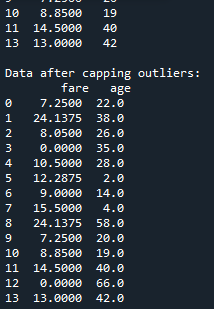 10 8.8500 19
11 14.5000 40
13 13.0000 42
Data after capping outliers:
fare age
0 7.2500 22.0
1 24.1375 38.0
2 8.0500 26.0
3 0.0000 35.0
4 10.5000 28.0
5 12.2875 2.0
6 9.0000 14.0
7 15.5000 4.0
8 24.1375 58.0
9 7.2500 20.0
10 8.8500 19.0
11 14.5000 40.0
12 0.0000 66.0
13 13.0000 42.0